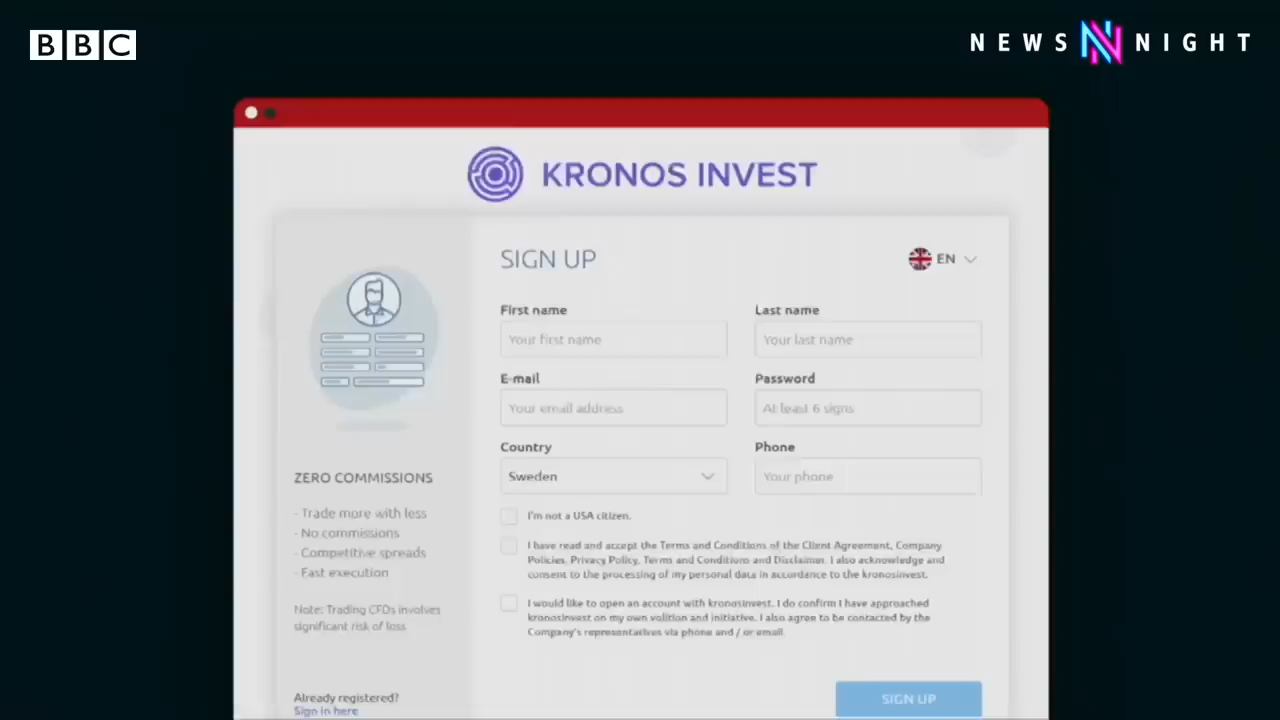 BBC
NEWSNIGHT
KRONOS INVEST
SIGN UP
EN
First name
Last name
Your first name
Your last name
E-mail
Password
Your email address
At least 6 signs
Country
Phone
Sweden
Your phone
I'm not a USA citizen.
I have read and accept the Terms and Conditions of the Client Agreement, Company
Policies, Privacy Policy, Terms and Conditions and Disclaimer. I also acknowledge and
consent to the processing of my personal data in accordance to the kronosinvest.
I would like to open an account with kronosinvest. I do confirm I have approached
kronosinvest on my own volition and initiative. I also agree to be contacted by the
Company's representatives via phone and / or email.
SIGN UP
ZERO COMMISSIONS
- Trade more with less
- No commissions
- Competitive spreads
- Fast execution
Note: Trading CFDs involves
significant risk of loss
Already registered?
Sign in here